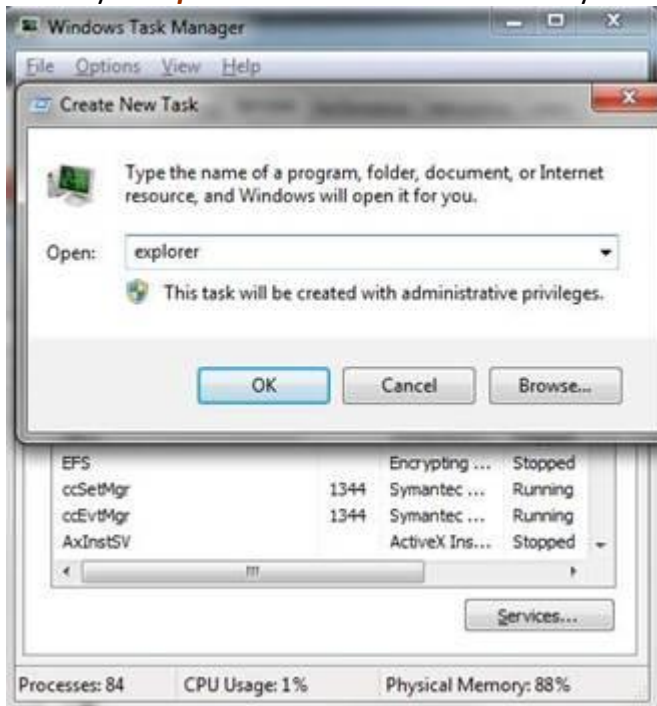 Windows Task Manager
File Options View Help
Create New Task
Type the name of a program, folder, document, or Internet
resource, and Windows will open it for you.
Open: explorer
This task will be created with administrative privileges.
OK Cancel Browse...
EFS Encrypting ... Stopped
ccSetMgr 1344 Symantec ... Running
ccEvtMgr 1344 Symantec ... Running
AxInstSV ActiveX Ins... Stopped
Services...
Processes: 84 CPU Usage: 1% Physical Memory: 88%